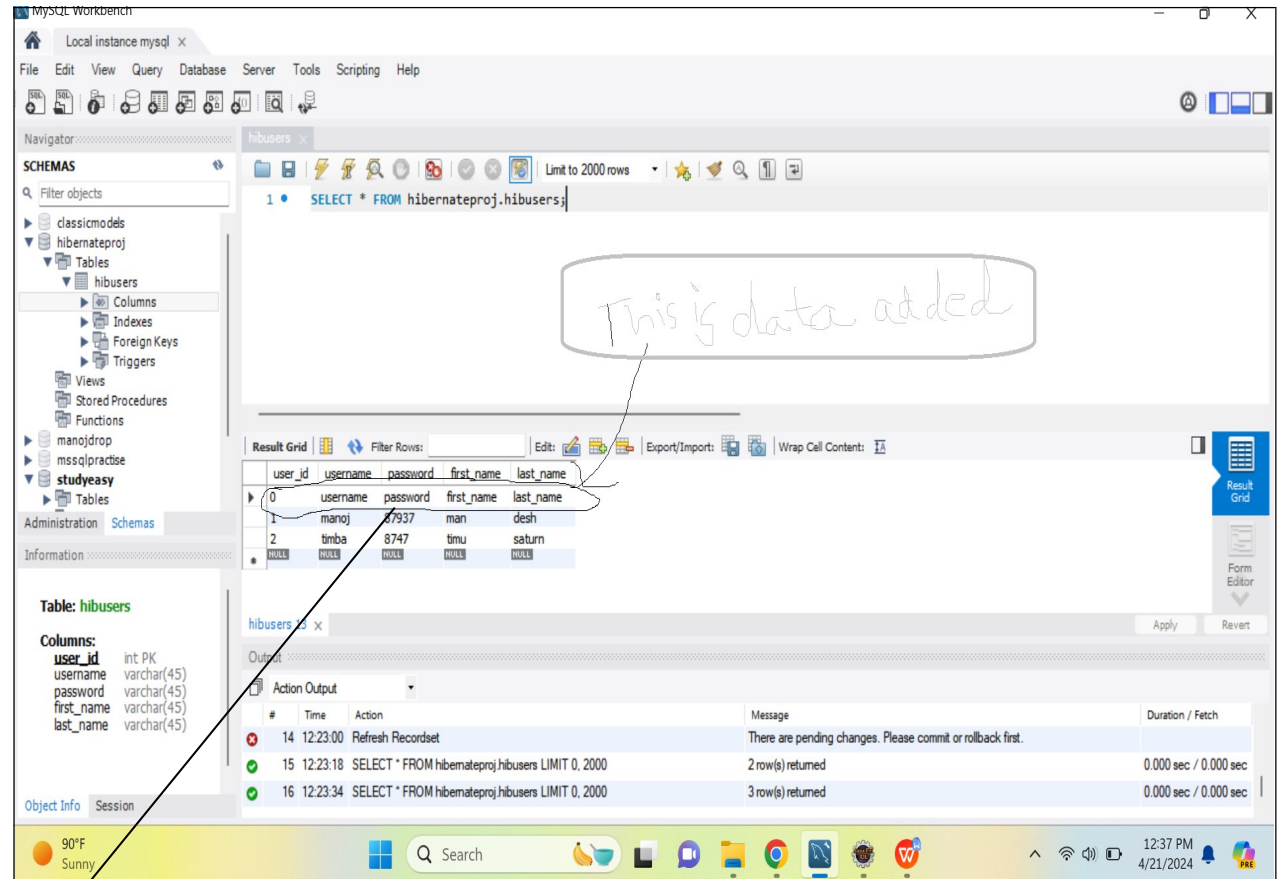 MySQL Workbench
Local instance mysql
File Edit View Query Database Server Tools Scripting Help
Navigator
SCHEMAS
Filter objects
classicmodels
hibernateproj
Tables
hibusers
Columns
Indexes
Foreign Keys
Triggers
Views
Stored Procedures
Functions
manojdrop
mssqlpractise
studyeasy
Tables
Administration Schemas
Information
Table: hibusers
Columns:
user_id int PK
username varchar(45)
password varchar(45)
first_name varchar(45)
last_name varchar(45)
Object Info Session
hibusers
Limit to 2000 rows
1 SELECT * FROM hibernateproj.hibusers;
This is data added
Result Grid Filter Rows: Edit: Export/Import: Wrap Cell Content:
user_id username password first_name last_name
0 username password first_name last_name
1 manoj 87937 man desh
2 timba 8747 timu saturn
NULL NULL NULL NULL NULL
Result Grid
Form Editor
hibusers 13 Apply Revert
Output
Action Output
# Time Action Message Duration / Fetch
14 12:23:00 Refresh Recordset There are pending changes. Please commit or rollback first.
15 12:23:18 SELECT * FROM hibernateproj.hibusers LIMIT 0, 2000 2 row(s) returned 0.000 sec / 0.000 sec
16 12:23:34 SELECT * FROM hibernateproj.hibusers LIMIT 0, 2000 3 row(s) returned 0.000 sec / 0.000 sec
90°F
Sunny
Search
12:37 PM
4/21/2024
PRE